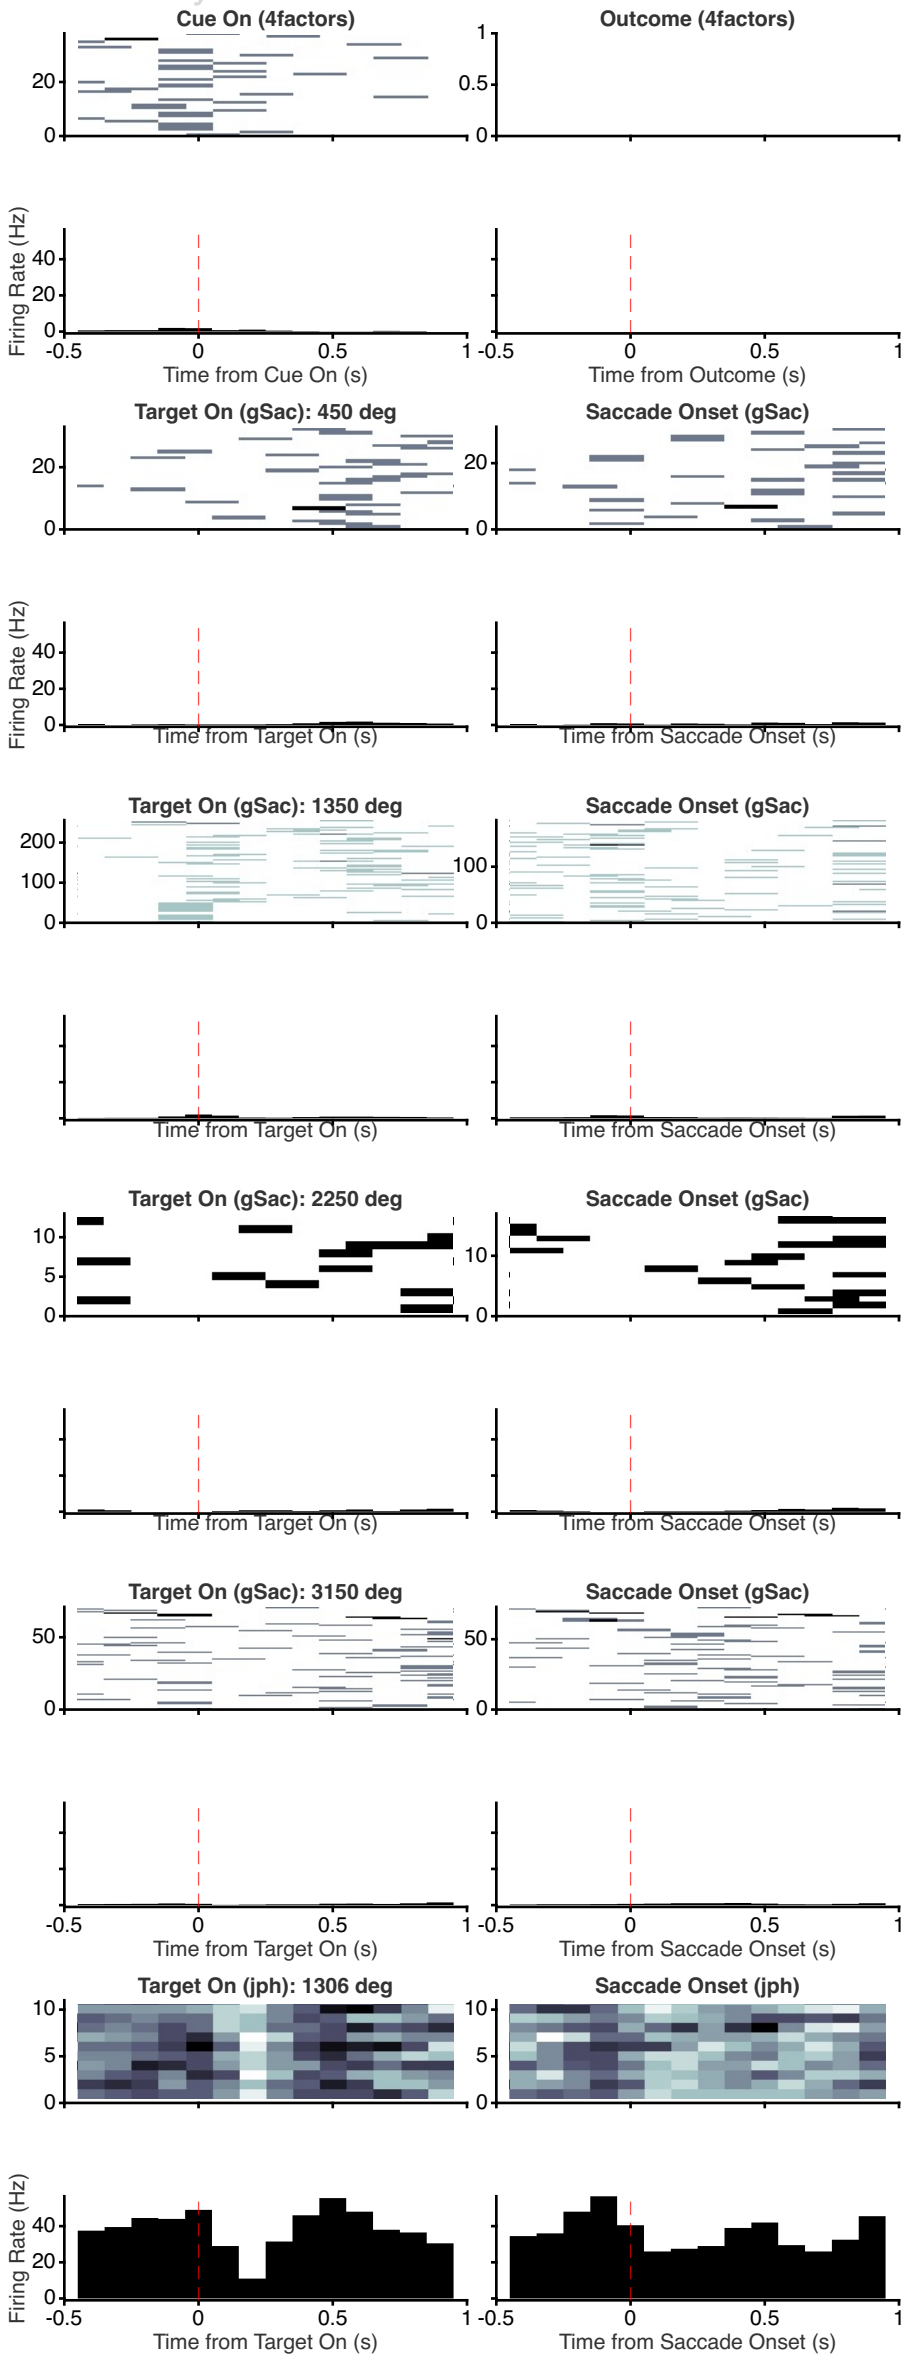 Cue On (4factors)
Outcome (4factors)
20
0
1
0.5
0
Firing Rate (Hz)
40
20
0
-0.5 0 0.5 1
Time from Cue On (s)
-0.5 0 0.5 1
Time from Outcome (s)
Target On (gSac): 450 deg
Saccade Onset (gSac)
20
0
20
0
Firing Rate (Hz)
40
20
0
Time from Target On (s)
Time from Saccade Onset (s)
Target On (gSac): 1350 deg
Saccade Onset (gSac)
200
100
0
100
0
Time from Target On (s)
Time from Saccade Onset (s)
Target On (gSac): 2250 deg
Saccade Onset (gSac)
10
5
0
10
0
Time from Target On (s)
Time from Saccade Onset (s)
Target On (gSac): 3150 deg
Saccade Onset (gSac)
50
0
50
0
-0.5 0 0.5 1
Time from Target On (s)
-0.5 0 0.5 1
Time from Saccade Onset (s)
Target On (jph): 1306 deg
Saccade Onset (jph)
10
5
0
10
5
0
Firing Rate (Hz)
40
20
0
-0.5 0 0.5 1
Time from Target On (s)
-0.5 0 0.5 1
Time from Saccade Onset (s)